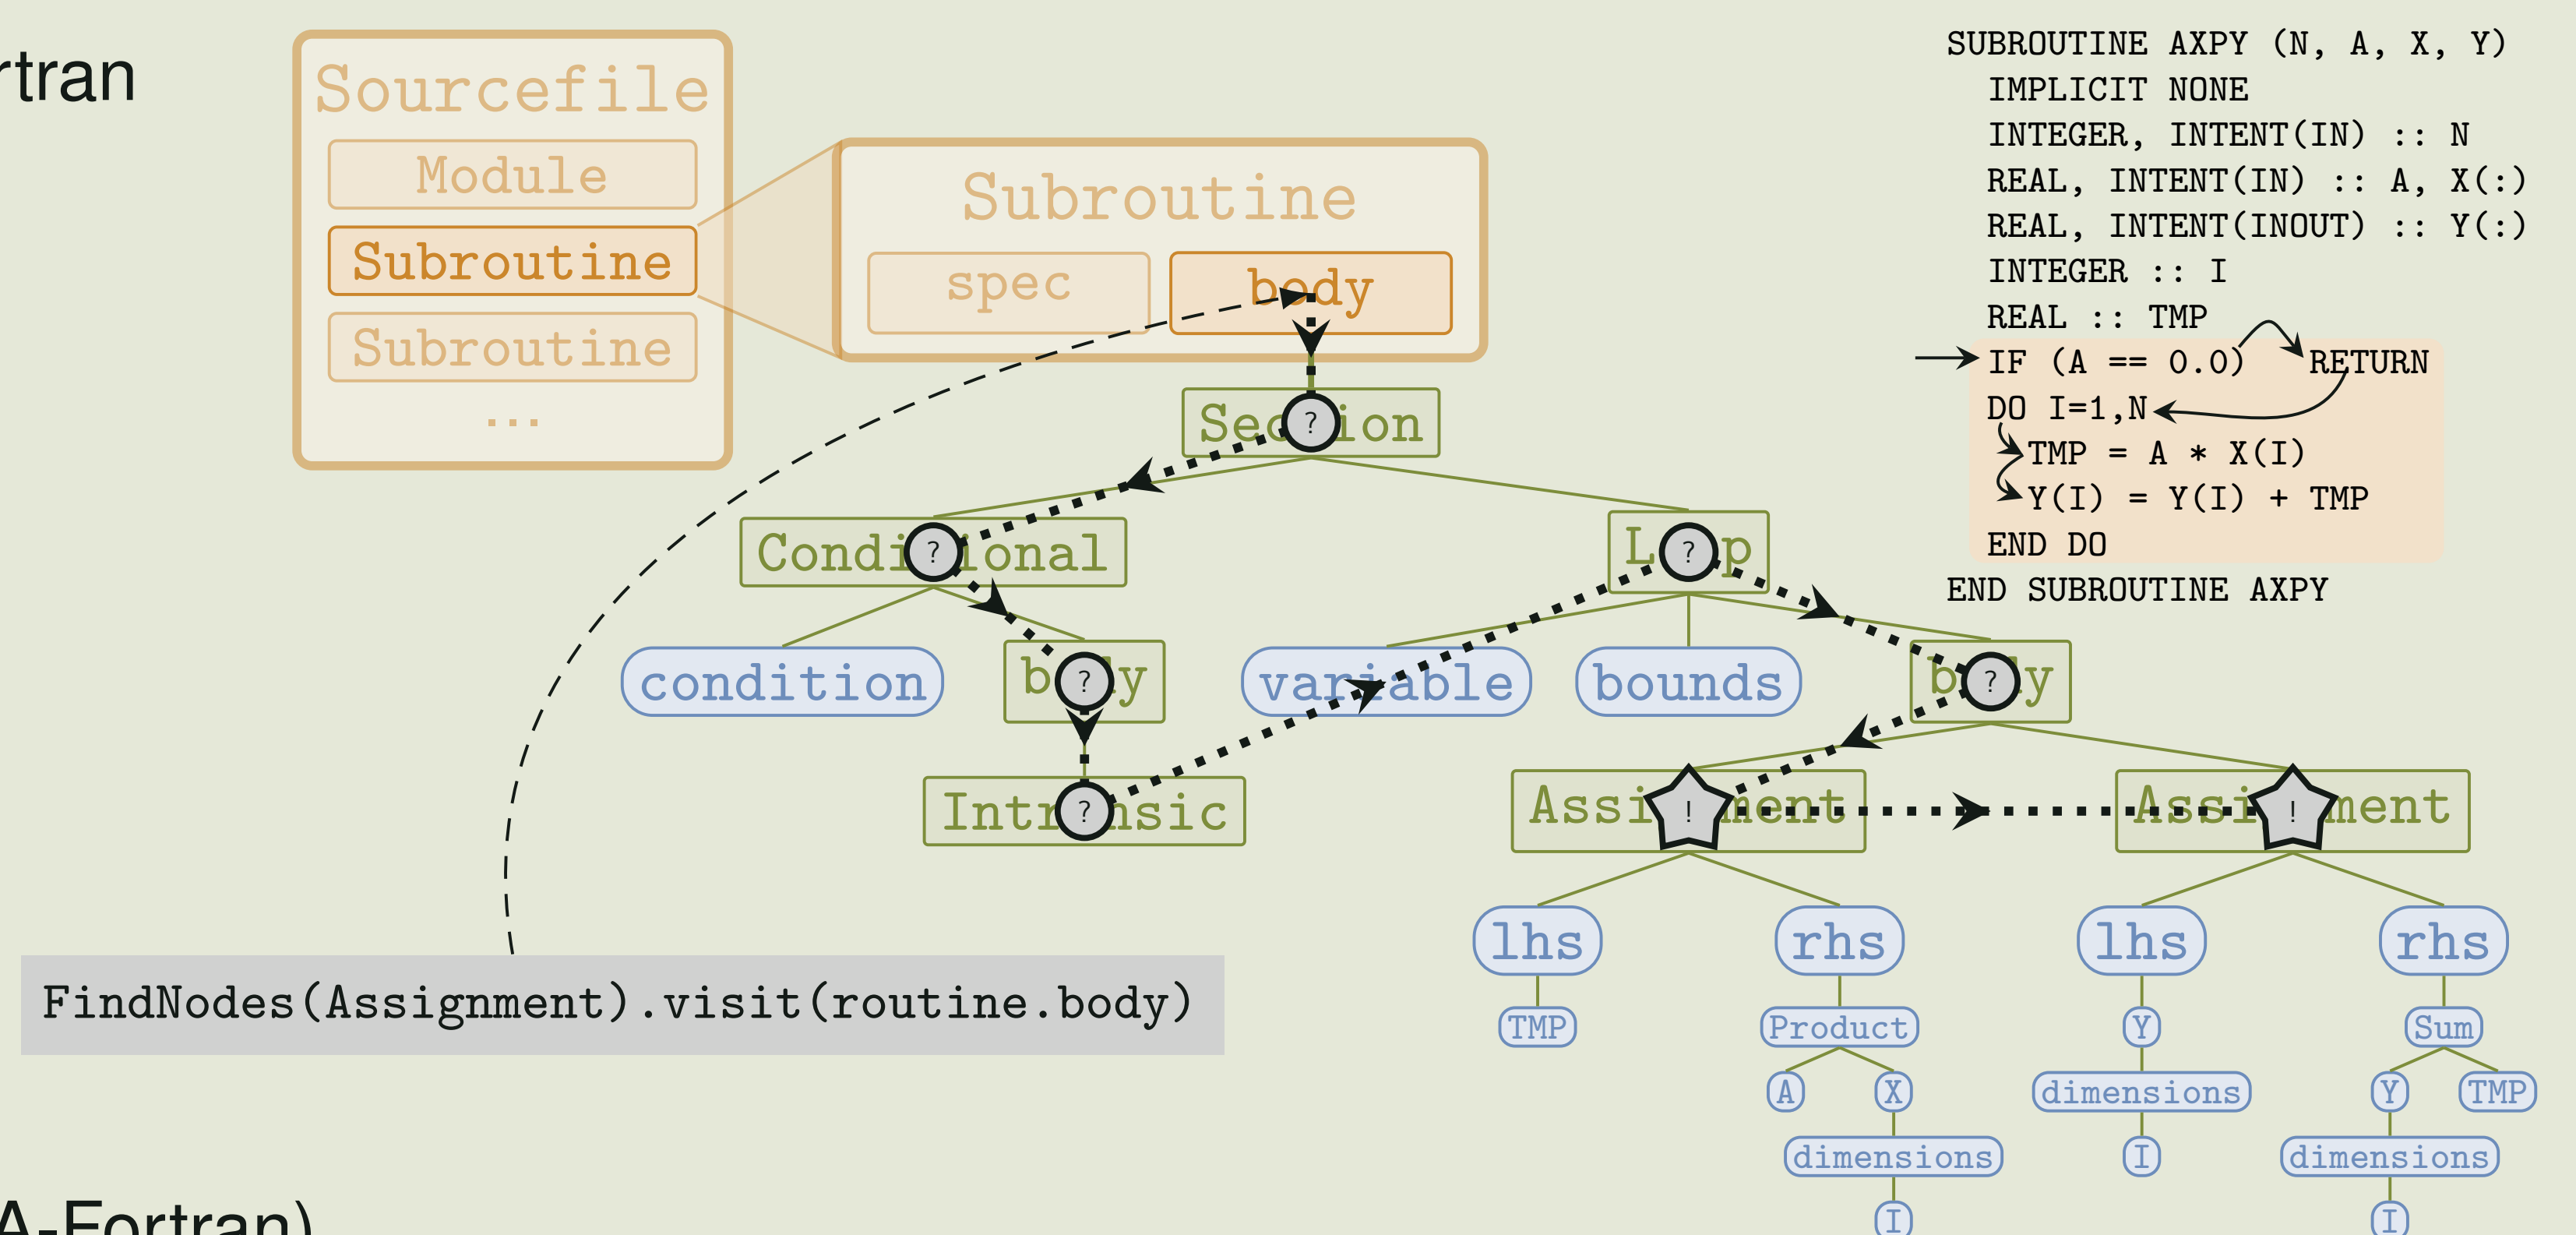 rtran
Sourcefile
Module
Subroutine
Subroutine
...
Subroutine
spec
body
SUBROUTINE AXPY (N, A, X, Y)
IMPLICIT NONE
INTEGER, INTENT(IN) :: N
REAL, INTENT(IN) :: A, X(:)
REAL, INTENT(INOUT) :: Y(:)
INTEGER :: I
REAL :: TMP
IF (A == 0.0) RETURN
DO I=1,N
TMP = A * X(I)
Y(I) = Y(I) + TMP
END DO
END SUBROUTINE AXPY
Section
?
Conditional
?
Loop
?
condition
body
?
variable
bounds
body
?
Intrinsic
?
Assignment
!
Assignment
!
lhs
rhs
lhs
rhs
FindNodes(Assignment).visit(routine.body)
TMP
Product
Y
Sum
A
X
dimensions
Y
TMP
dimensions
I
dimensions
I
I
A-Fortran)